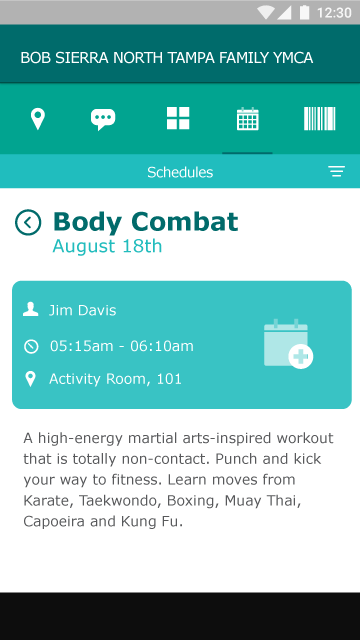 12:30
BOB SIERRA NORTH TAMPA FAMILY YMCA
Schedules
Body Combat
August 18th
Jim Davis
05:15am - 06:10am
Activity Room, 101
A high-energy martial arts-inspired workout
that is totally non-contact. Punch and kick
your way to fitness. Learn moves from
Karate, Taekwondo, Boxing, Muay Thai,
Capoeira and Kung Fu.